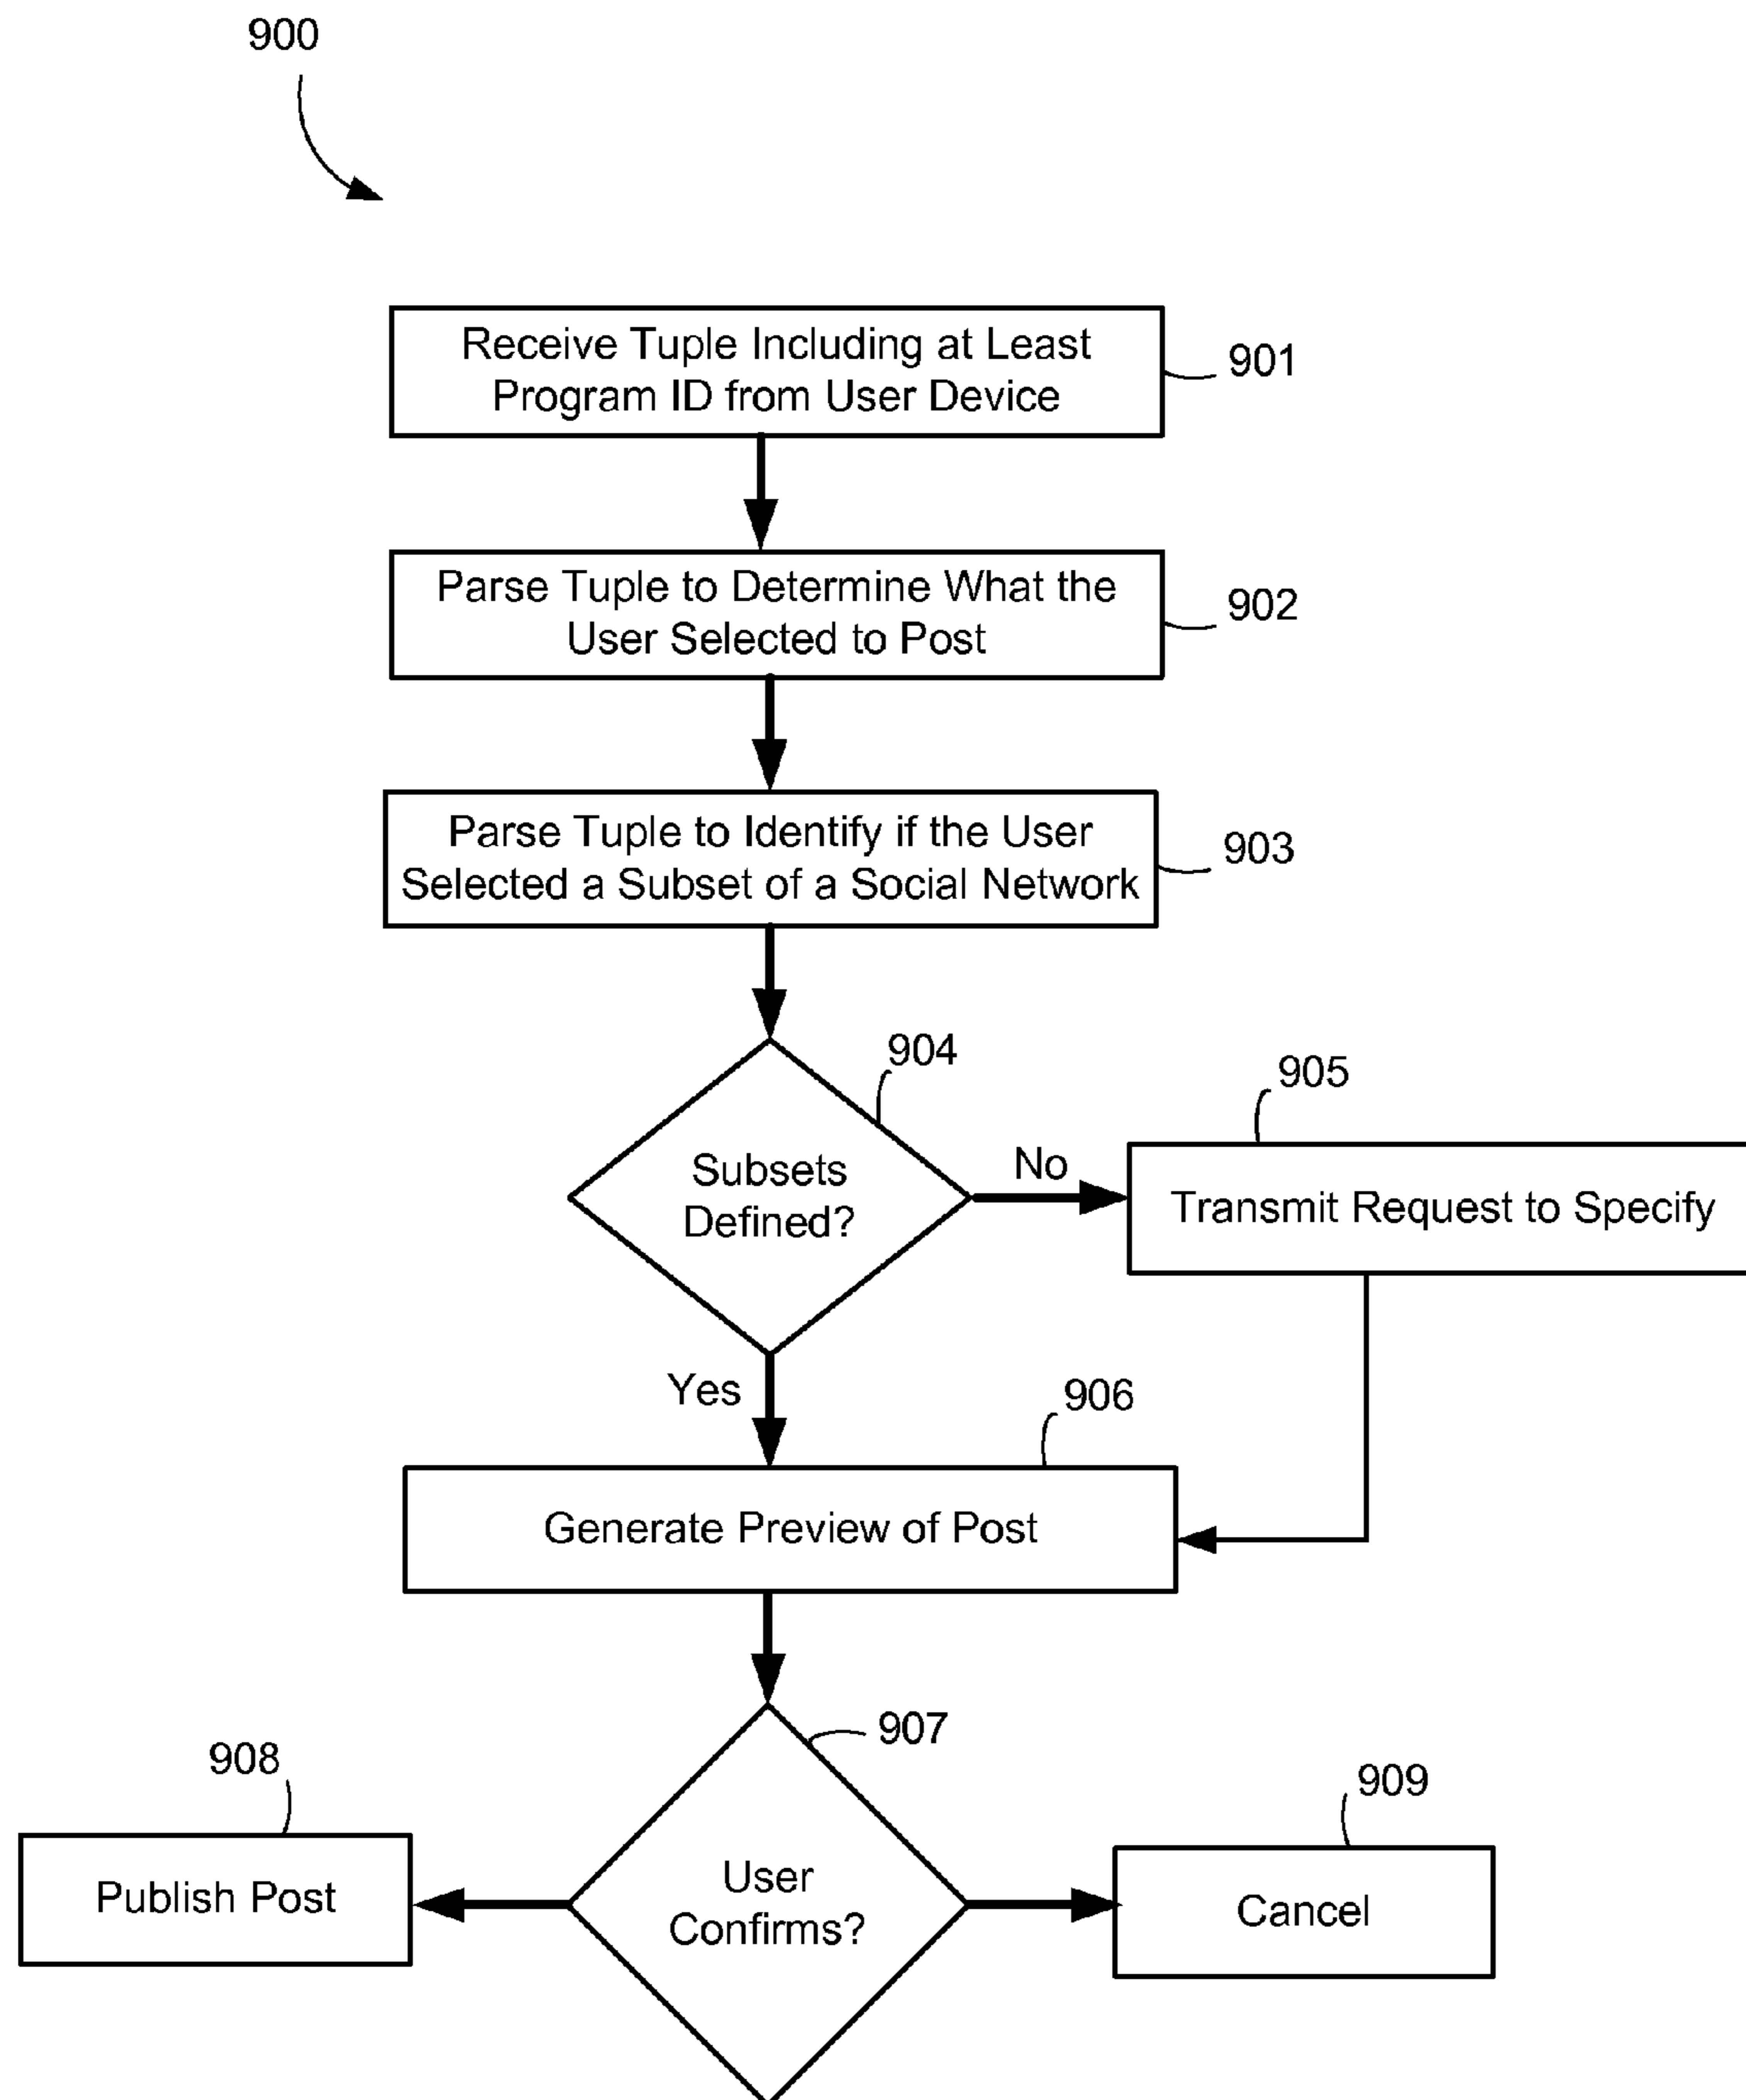 900
Receive Tuple Including at Least
Program ID from User Device
901
Parse Tuple to Determine What the
User Selected to Post
902
Parse Tuple to Identify if the User
Selected a Subset of a Social Network
903
904
Subsets
Defined?
No
905
Transmit Request to Specify
Yes
906
Generate Preview of Post
907
User
Confirms?
908
Publish Post
909
Cancel